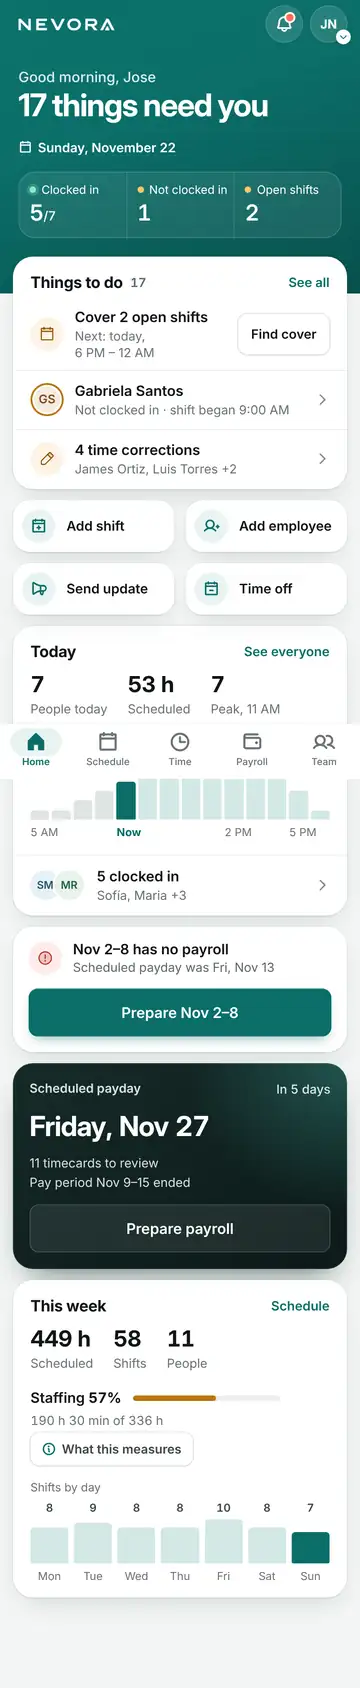 NEVORA
JN
Good morning, Jose
17 things need you
Sunday, November 22
Clocked in
5/7
Not clocked in
1
Open shifts
2
Things to do 17
See all
Cover 2 open shifts
Next: today,
6 PM – 12 AM
Find cover
GS
Gabriela Santos
Not clocked in · shift began 9:00 AM
4 time corrections
James Ortiz, Luis Torres +2
Add shift
Add employee
Send update
Time off
Today
See everyone
7
People today
53 h
Scheduled
7
Peak, 11 AM
Home
Schedule
Time
Payroll
Team
5 AM
Now
2 PM
5 PM
SM
MR
5 clocked in
Sofía, Maria +3
Nov 2–8 has no payroll
Scheduled payday was Fri, Nov 13
Prepare Nov 2–8
Scheduled payday
In 5 days
Friday, Nov 27
11 timecards to review
Pay period Nov 9–15 ended
Prepare payroll
This week
Schedule
449 h
Scheduled
58
Shifts
11
People
Staffing 57%
190 h 30 min of 336 h
What this measures
Shifts by day
8 9 8 8 10 8 7
Mon Tue Wed Thu Fri Sat Sun